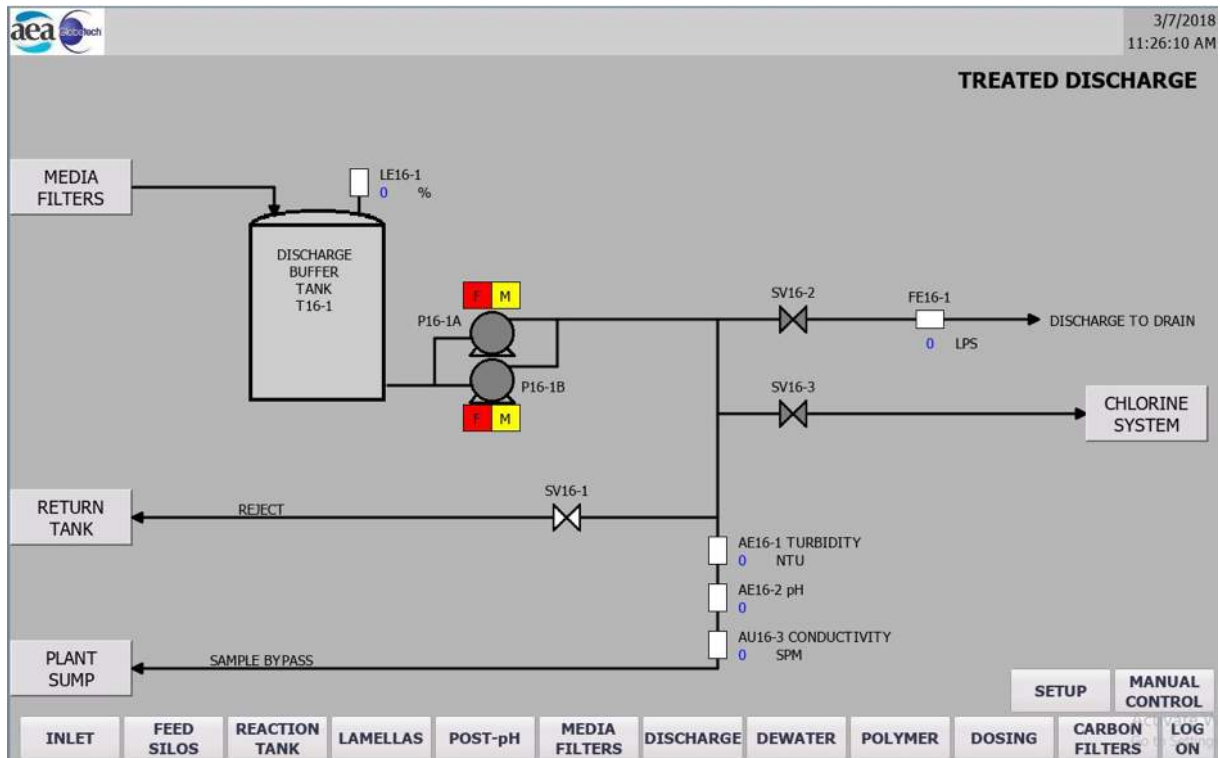 aea
Globetech
3/7/2018
11:26:10 AM
TREATED DISCHARGE
MEDIA
FILTERS
LE16-1
0 %
DISCHARGE
BUFFER
TANK
T16-1
F M
P16-1A
P16-1B
F M
SV16-2
FE16-1
0 LPS
DISCHARGE TO DRAIN
SV16-3
CHLORINE
SYSTEM
RETURN
TANK
REJECT
SV16-1
AE16-1 TURBIDITY
0 NTU
AE16-2 pH
0
AU16-3 CONDUCTIVITY
0 SPM
PLANT
SUMP
SAMPLE BYPASS
SETUP
MANUAL
CONTROL
INLET
FEED
SILOS
REACTION
TANK
LAMELLAS
POST-pH
MEDIA
FILTERS
DISCHARGE
DEWATER
POLYMER
DOSING
CARBON
FILTERS
LOG
ON